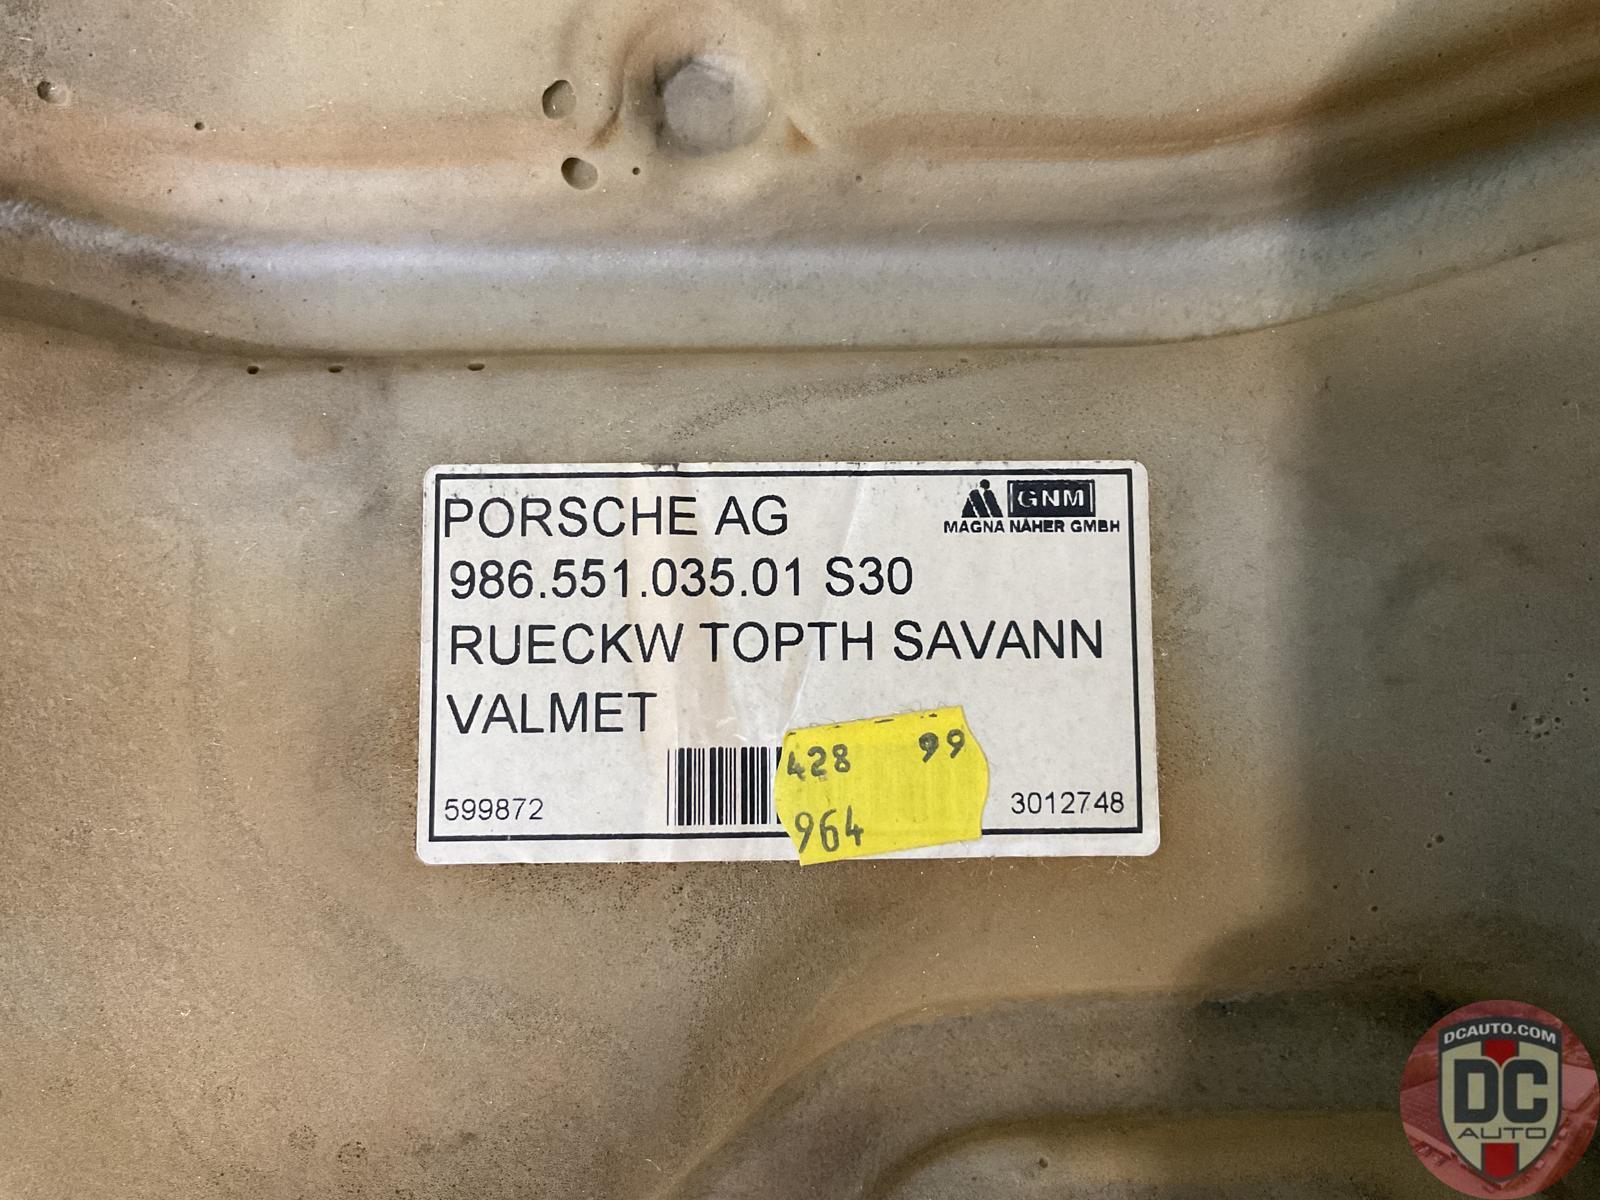 PORSCHE AG
GNM
MAGNA NÄHER GMBH
986.551.035.01 S30
RUECKW TOPTH SAVANN
VALMET
428 99
964
599872
3012748
DCAUTO.COM
DC
AUTO